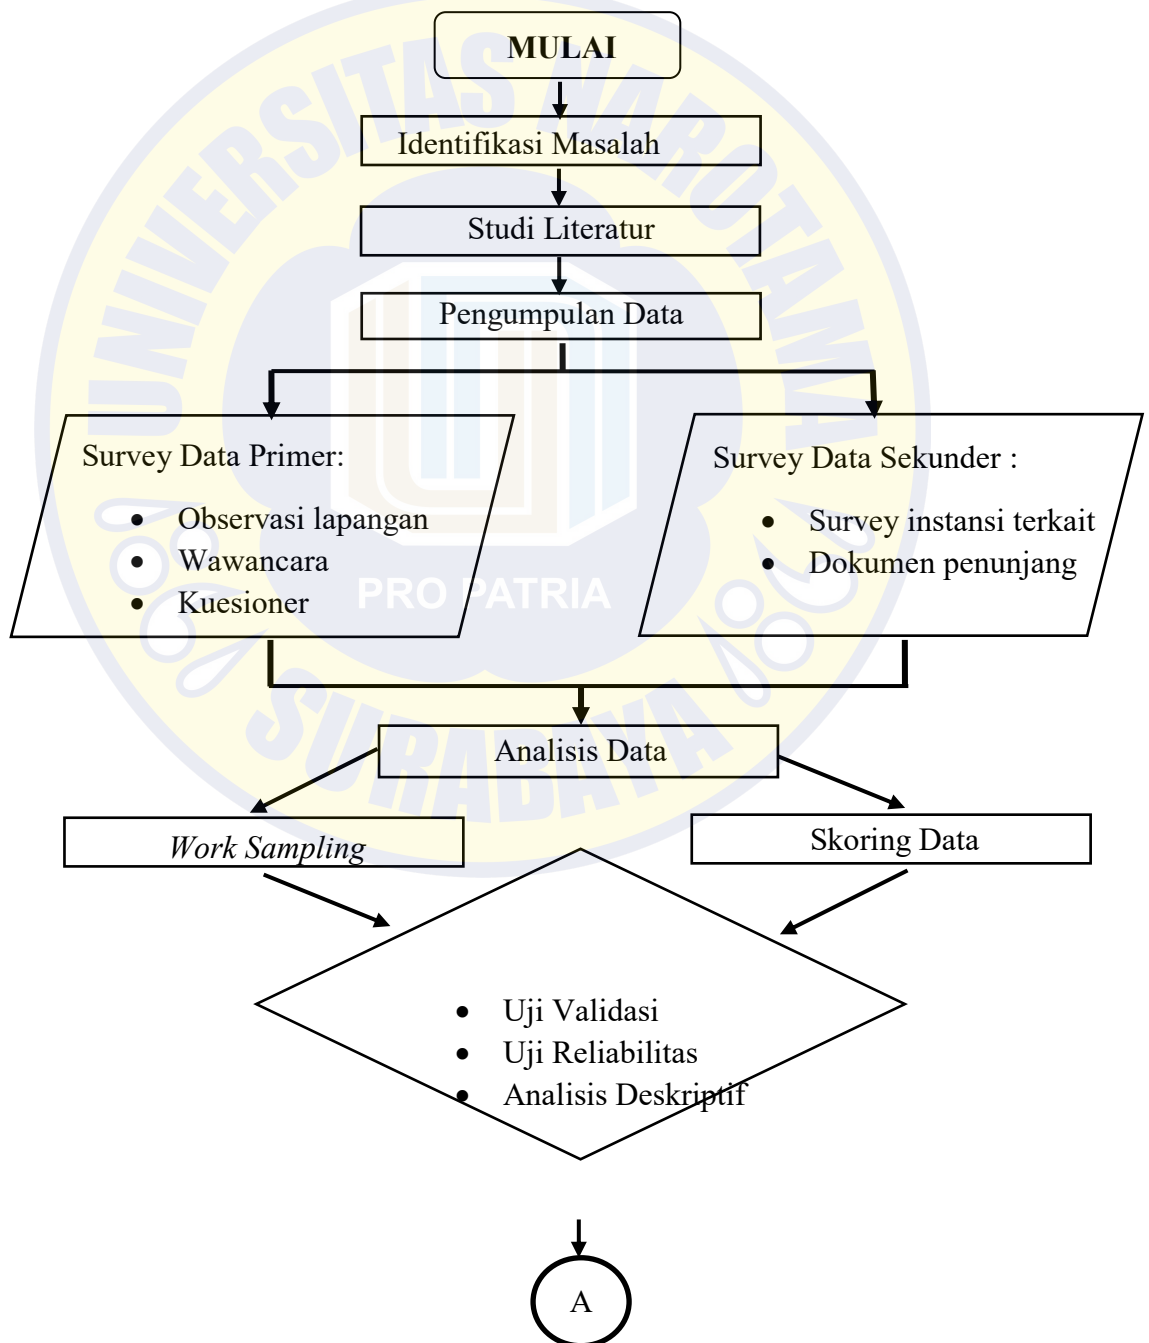 MULAI
Identifikasi Masalah
Studi Literatur
Pengumpulan Data
Survey Data Primer:
• Observasi lapangan
• Wawancara
• Kuesioner
Survey Data Sekunder :
• Survey instansi terkait
• Dokumen penunjang
Analisis Data
Work Sampling
Skoring Data
• Uji Validasi
• Uji Reliabilitas
• Analisis Deskriptif
A
UNIVERSITAS NAROTAMA
PRO PATRIA
SURABAYA